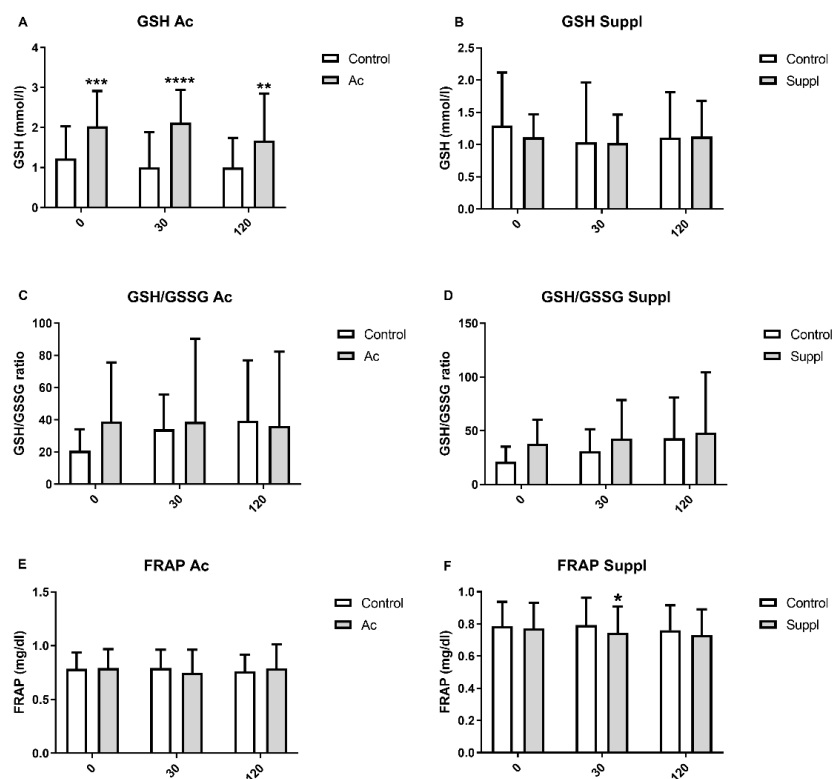 A
GSH Ac
GSH (mmol/l)
4
3
2
1
0
***
****
**
0
30
120
Control
Ac
B
GSH Suppl
GSH (mmol/l)
2.5
2.0
1.5
1.0
0.5
0.0
0
30
120
Control
Suppl
C
GSH/GSSG Ac
GSH/GSSG ratio
100
80
60
40
20
0
0
30
120
Control
Ac
D
GSH/GSSG Suppl
GSH/GSSG ratio
150
100
50
0
0
30
120
Control
Suppl
E
FRAP Ac
FRAP (mg/dl)
1.5
1.0
0.5
0.0
0
30
120
Control
Ac
F
FRAP Suppl
FRAP (mg/dl)
1.0
0.8
0.6
0.4
0.2
0.0
*
0
30
120
Control
Suppl